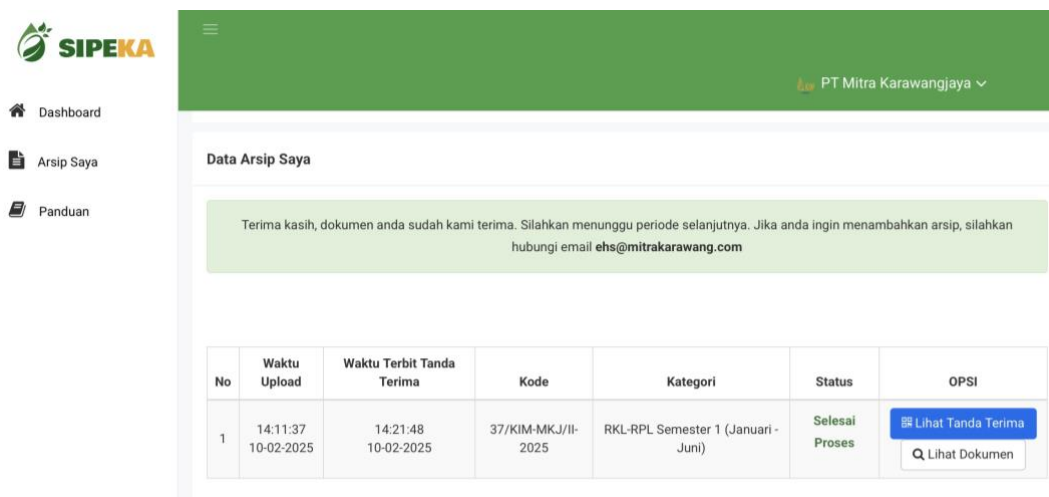 SIPEKA
PT Mitra Karawangjaya
Dashboard
Arsip Saya
Panduan
Data Arsip Saya
Terima kasih, dokumen anda sudah kami terima. Silahkan menunggu periode selanjutnya. Jika anda ingin menambahkan arsip, silahkan
hubungi email ehs@mitrakarawang.com
No
Waktu
Upload
Waktu Terbit Tanda
Terima
Kode
Kategori
Status
OPSI
1
14:11:37
10-02-2025
14:21:48
10-02-2025
37/KIM-MKJ/II-
2025
RKL-RPL Semester 1 (Januari -
Juni)
Selesai
Proses
Lihat Tanda Terima
Lihat Dokumen